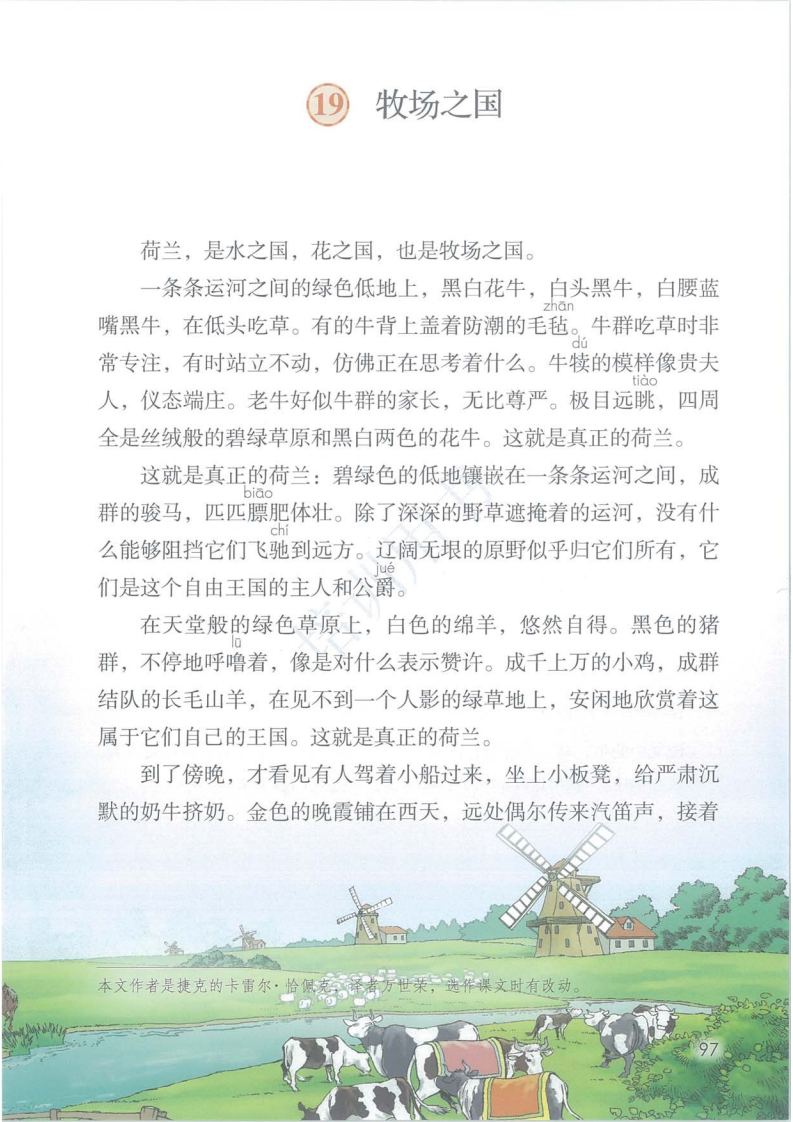 19 牧场之国
荷兰，是水之国，花之国，也是牧场之国。
一条条运河之间的绿色低地上，黑白花牛，白头黑牛，白腰蓝
zhān
嘴黑牛，在低头吃草。有的牛背上盖着防潮的毛毡。牛群吃草时非
dú
常专注，有时站立不动，仿佛正在思考着什么。牛犊的模样像贵夫
tiào
人，仪态端庄。老牛好似牛群的家长，无比尊严。极目远眺，四周
全是丝绒般的碧绿草原和黑白两色的花牛。这就是真正的荷兰。
这就是真正的荷兰：碧绿色的低地镶嵌在一条条运河之间，成
biāo
群的骏马，匹匹膘肥体壮。除了深深的野草遮掩着的运河，没有什
chí
么能够阻挡它们飞驰到远方。辽阔无垠的原野似乎归它们所有，它
jué
们是这个自由王国的主人和公爵。
在天堂般的绿色草原上，白色的绵羊，悠然自得。黑色的猪
lū
群，不停地呼噜着，像是对什么表示赞许。成千上万的小鸡，成群
结队的长毛山羊，在见不到一个人影的绿草地上，安闲地欣赏着这
属于它们自己的王国。这就是真正的荷兰。
到了傍晚，才看见有人驾着小船过来，坐上小板凳，给严肃沉
默的奶牛挤奶。金色的晚霞铺在西天，远处偶尔传来汽笛声，接着
本文作者是捷克的卡雷尔·恰佩克，译者万世荣，选作课文时有改动。
97